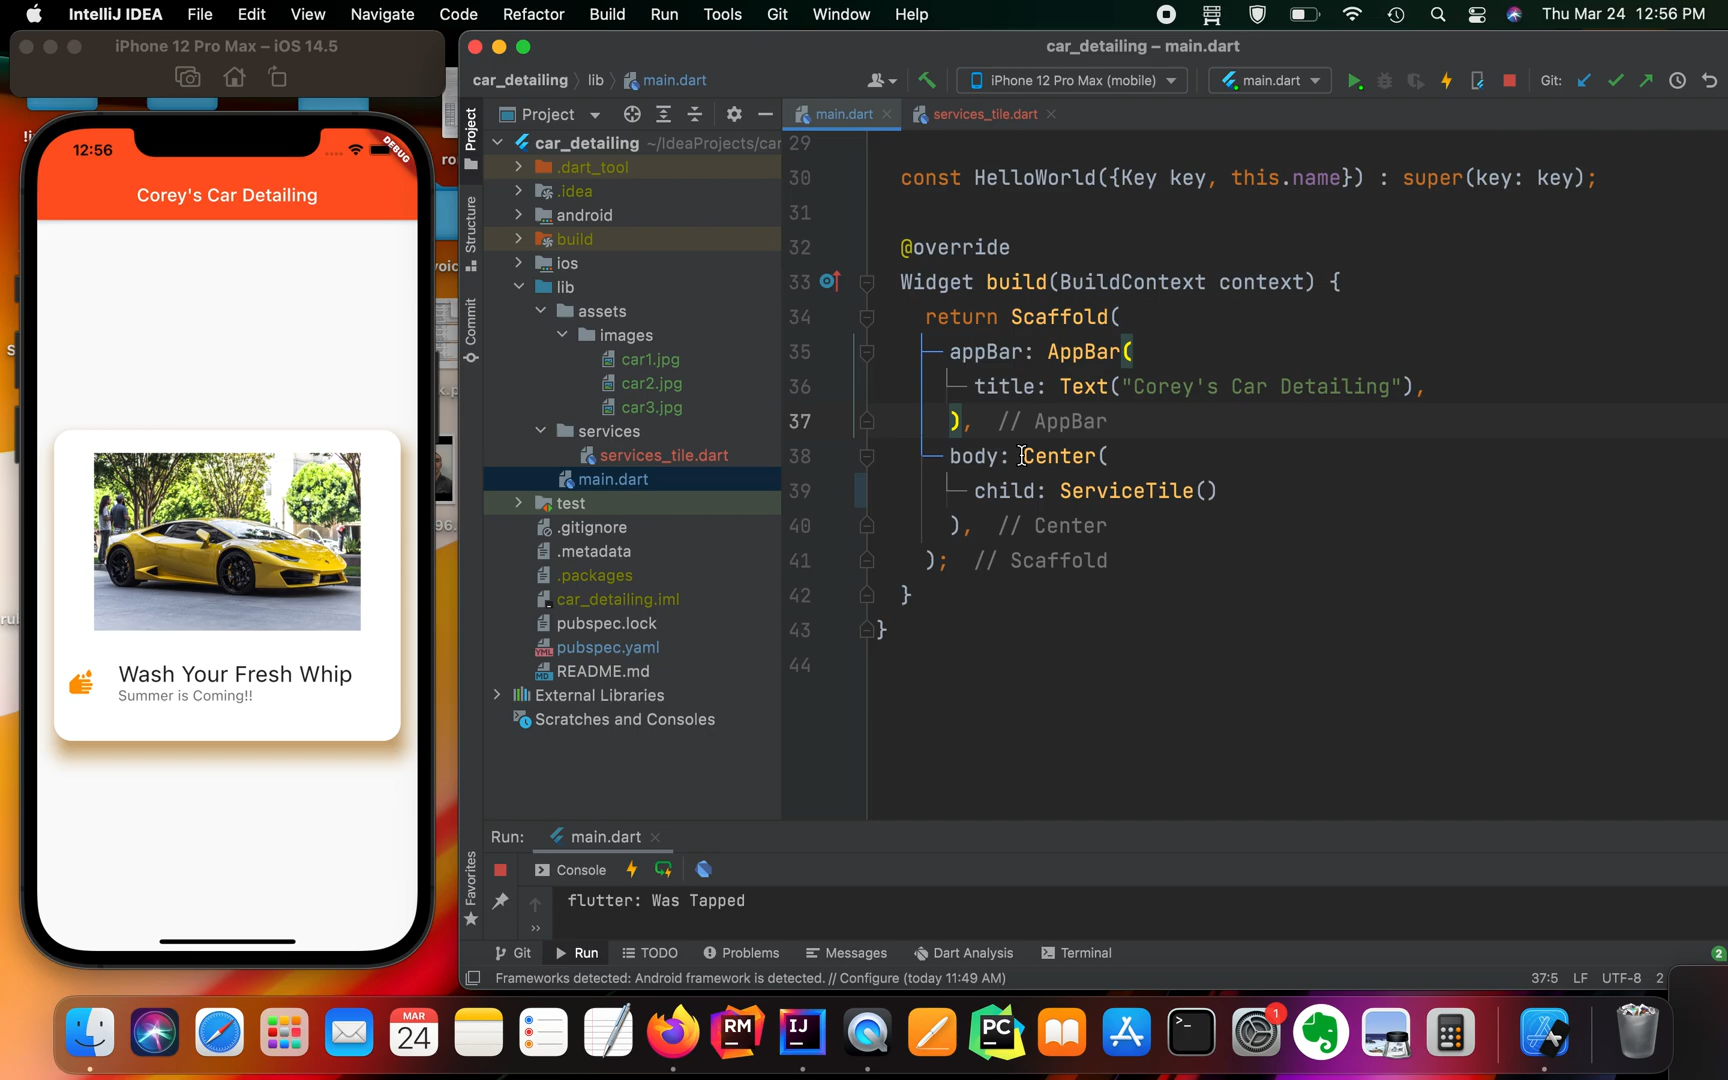 IntelliJ IDEA File Edit View Navigate Code Refactor Build Run Tools Git Window Help Thu Mar 24 12:56 PM
iPhone 12 Pro Max – iOS 14.5
car_detailing – main.dart
car_detailing lib main.dart iPhone 12 Pro Max (mobile) main.dart Git:
Project main.dart services_tile.dart
Project
Structure
Commit
Favorites
12:56
DEBUG
Corey's Car Detailing
Wash Your Fresh Whip
Summer is Coming!!
car_detailing ~/IdeaProjects/car
.dart_tool
.idea
android
build
ios
lib
assets
images
car1.jpg
car2.jpg
car3.jpg
services
services_tile.dart
main.dart
test
.gitignore
.metadata
.packages
car_detailing.iml
pubspec.lock
pubspec.yaml
README.md
External Libraries
Scratches and Consoles
29
30 const HelloWorld({Key key, this.name}) : super(key: key);
31
32 @override
33 Widget build(BuildContext context) {
34 return Scaffold(
35 appBar: AppBar(
36 title: Text("Corey's Car Detailing"),
37 ), // AppBar
38 body: Center(
39 child: ServiceTile()
40 ), // Center
41 ); // Scaffold
42 }
43 }
44
Run: main.dart
Console
flutter: Was Tapped
Git Run TODO Problems Messages Dart Analysis Terminal 2
Frameworks detected: Android framework is detected. // Configure (today 11:49 AM) 37:5 LF UTF-8 2
MAR
24
RM
IJ
PC
1